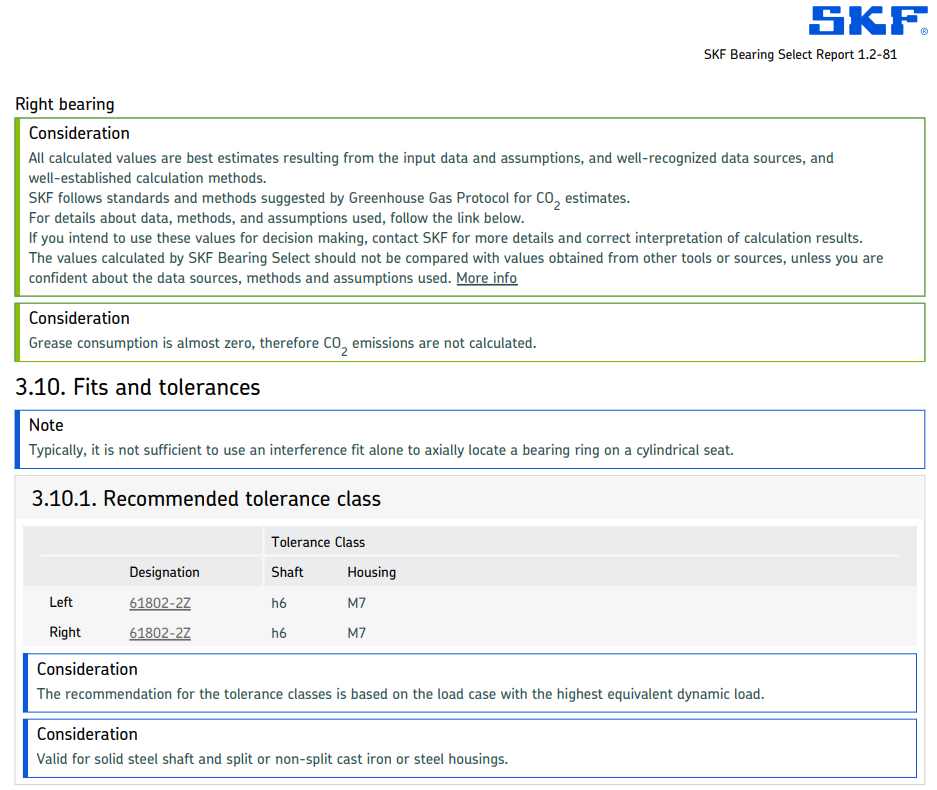 SKF®
SKF Bearing Select Report 1.2-81
Right bearing
Consideration
All calculated values are best estimates resulting from the input data and assumptions, and well-recognized data sources, and
well-established calculation methods.
SKF follows standards and methods suggested by Greenhouse Gas Protocol for CO2 estimates.
For details about data, methods, and assumptions used, follow the link below.
If you intend to use these values for decision making, contact SKF for more details and correct interpretation of calculation results.
The values calculated by SKF Bearing Select should not be compared with values obtained from other tools or sources, unless you are
confident about the data sources, methods and assumptions used. More info
Consideration
Grease consumption is almost zero, therefore CO2 emissions are not calculated.
3.10. Fits and tolerances
Note
Typically, it is not sufficient to use an interference fit alone to axially locate a bearing ring on a cylindrical seat.
3.10.1. Recommended tolerance class
Tolerance Class
Designation Shaft Housing
Left 61802-2Z h6 M7
Right 61802-2Z h6 M7
Consideration
The recommendation for the tolerance classes is based on the load case with the highest equivalent dynamic load.
Consideration
Valid for solid steel shaft and split or non-split cast iron or steel housings.